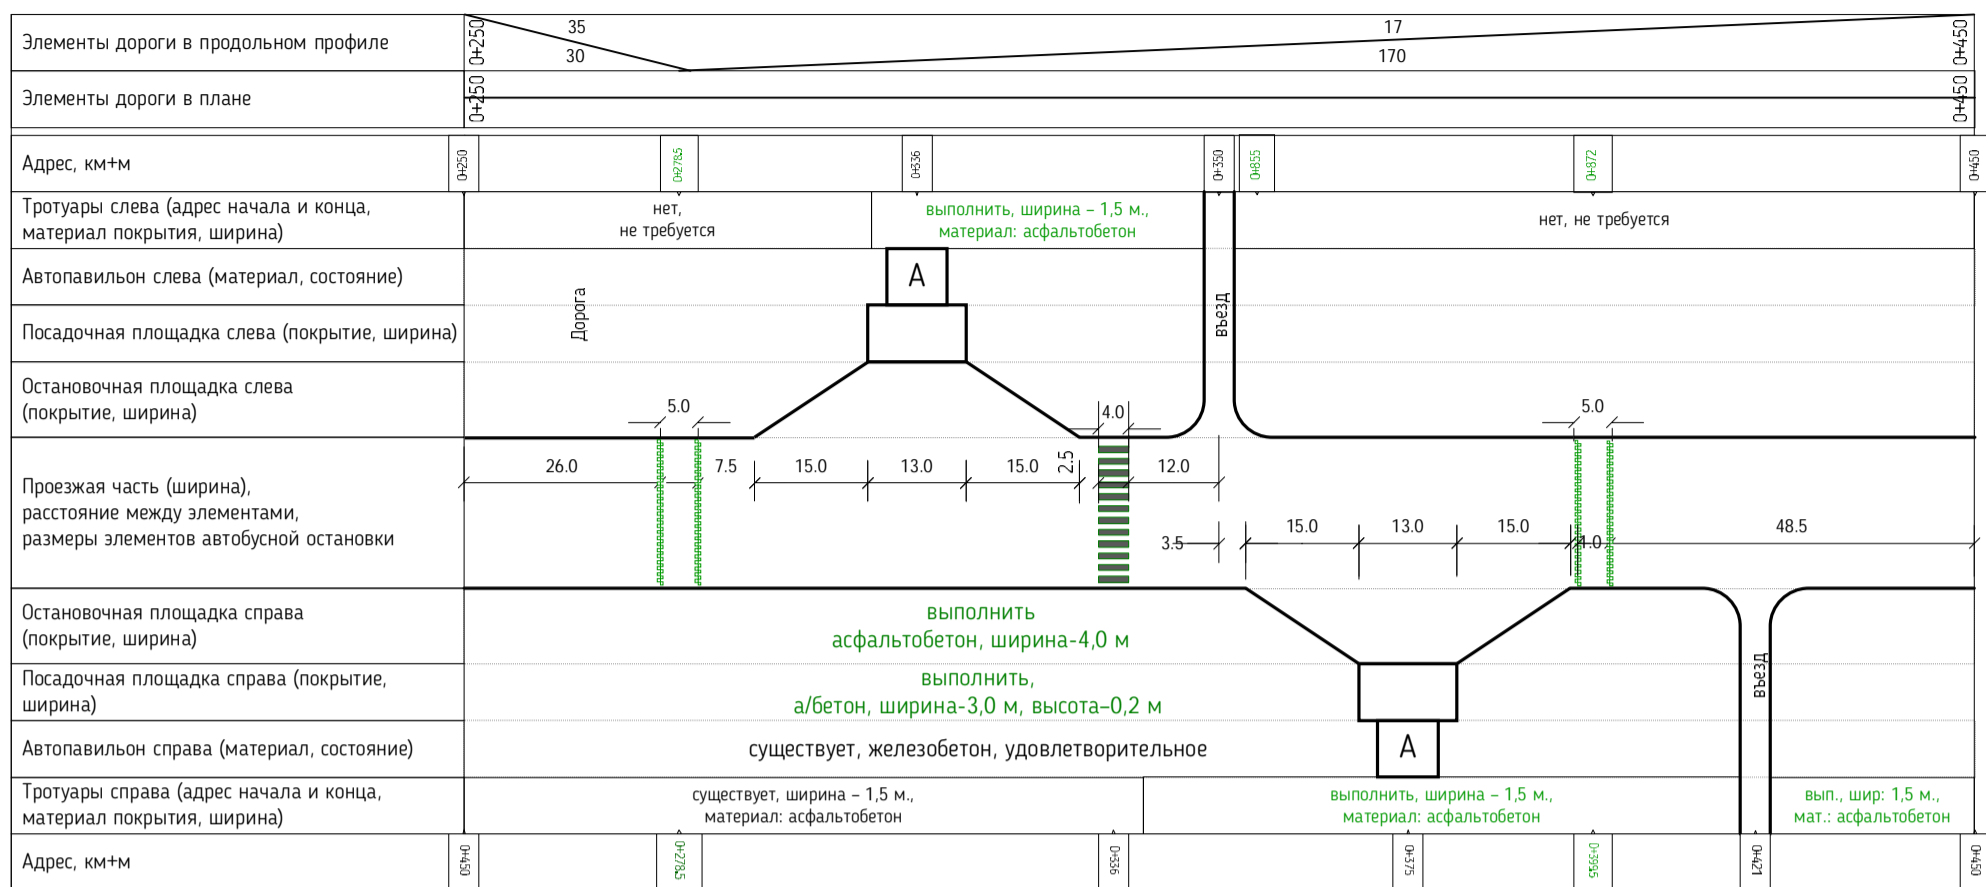 Элементы дороги в продольном профиле
0+250
35
30
17
170
0+450
Элементы дороги в плане
0+250
0+450
Адрес, км+м
0+250
0+278.5
0+336
0+350
0+855
0+872
0+450
Тротуары слева (адрес начала и конца,
материал покрытия, ширина)
нет,
не требуется
выполнить, ширина – 1,5 м.,
материал: асфальтобетон
нет, не требуется
Автопавильон слева (материал, состояние)
А
Дорога
въезд
Посадочная площадка слева (покрытие, ширина)
Остановочная площадка слева
(покрытие, ширина)
5.0
4.0
5.0
Проезжая часть (ширина),
расстояние между элементами,
размеры элементов автобусной остановки
26.0
7.5
15.0
13.0
15.0
2.5
12.0
3.5
15.0
13.0
15.0
1.0
48.5
Остановочная площадка справа
(покрытие, ширина)
выполнить
асфальтобетон, ширина-4,0 м
Посадочная площадка справа (покрытие,
ширина)
выполнить,
а/бетон, ширина-3,0 м, высота–0,2 м
въезд
Автопавильон справа (материал, состояние)
существует, железобетон, удовлетворительное
А
Тротуары справа (адрес начала и конца,
материал покрытия, ширина)
существует, ширина – 1,5 м.,
материал: асфальтобетон
выполнить, ширина – 1,5 м.,
материал: асфальтобетон
вып., шир: 1,5 м.,
мат.: асфальтобетон
Адрес, км+м
0+450
0+278.5
0+336
0+375
0+395.5
0+421
0+450